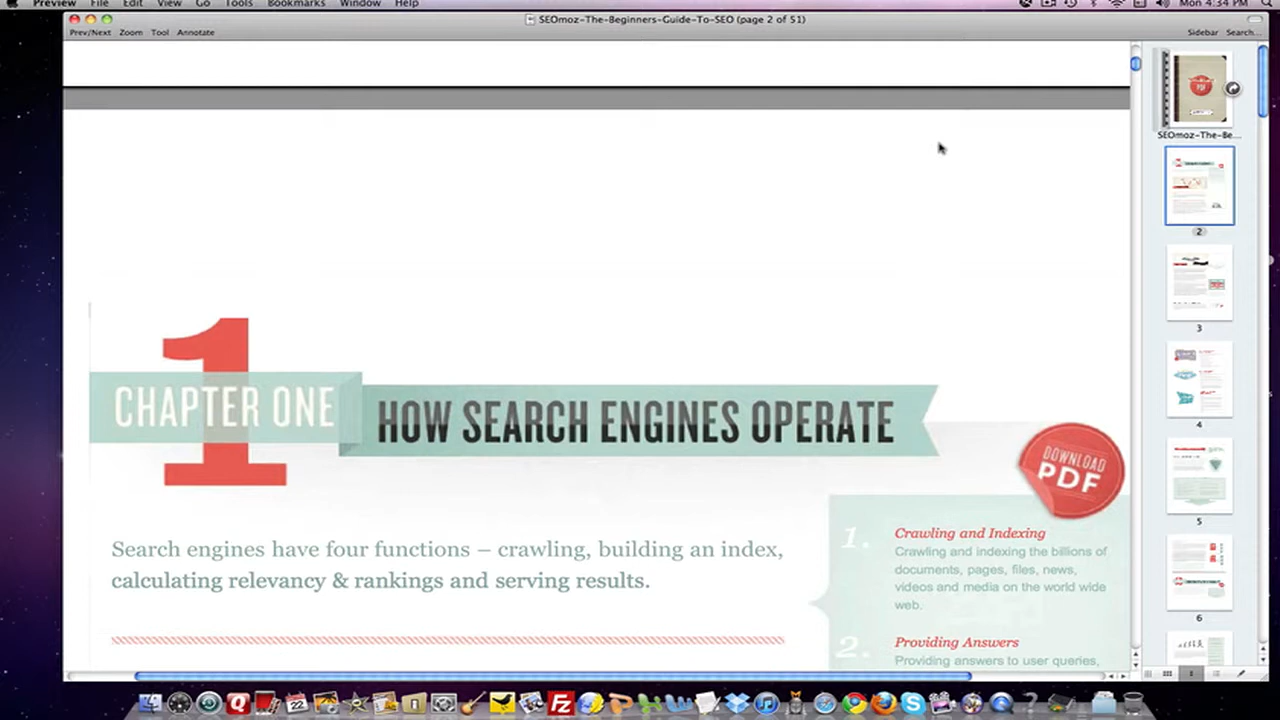 Preview File Edit View Go Tools Bookmarks Window Help
Mon 4:34 PM
SEOmoz-The-Beginners-Guide-To-SEO (page 2 of 51)
Prev/Next Zoom Tool Annotate
Sidebar Search...
SEOmoz-The-Be...
2
3
4
5
6
1
CHAPTER ONE
HOW SEARCH ENGINES OPERATE
DOWNLOAD
PDF
Search engines have four functions – crawling, building an index,
calculating relevancy & rankings and serving results.
1.
Crawling and Indexing
Crawling and indexing the billions of
documents, pages, files, news,
videos and media on the world wide
web.
2.
Providing Answers
Providing answers to user queries,